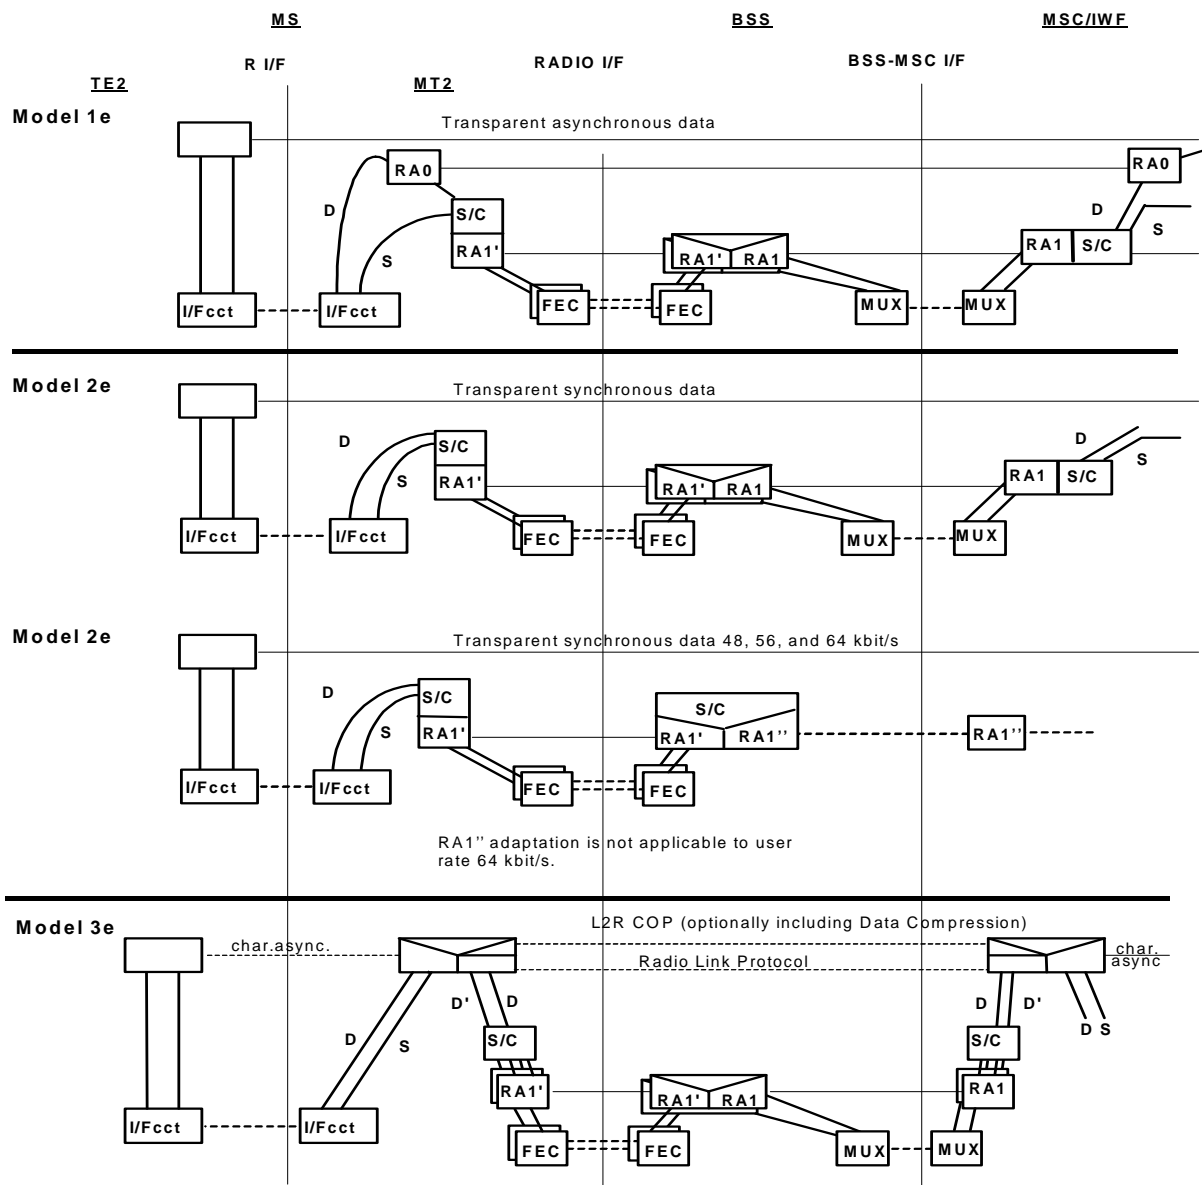 MS BSS MSC/IWF
R I/F RADIO I/F BSS-MSC I/F
TE2 MT2
Model 1e
Transparent asynchronous data
RA0 RA0
D S/C D
RA1' RA1' RA1 RA1 S/C S
S
I/Fcct I/Fcct FEC FEC MUX MUX
Model 2e
Transparent synchronous data
D S/C D
S
S RA1' RA1' RA1 RA1 S/C
I/Fcct I/Fcct FEC FEC MUX MUX
Model 2e
Transparent synchronous data 48, 56, and 64 kbit/s
D S/C S/C
S RA1' RA1' RA1'' RA1''
I/Fcct I/Fcct FEC FEC
RA1'' adaptation is not applicable to user
rate 64 kbit/s.
Model 3e
L2R COP (optionally including Data Compression)
char.async. char.
Radio Link Protocol async
D' D D D'
D S S/C S/C D S
RA1' RA1' RA1 RA1
I/Fcct I/Fcct FEC FEC MUX MUX